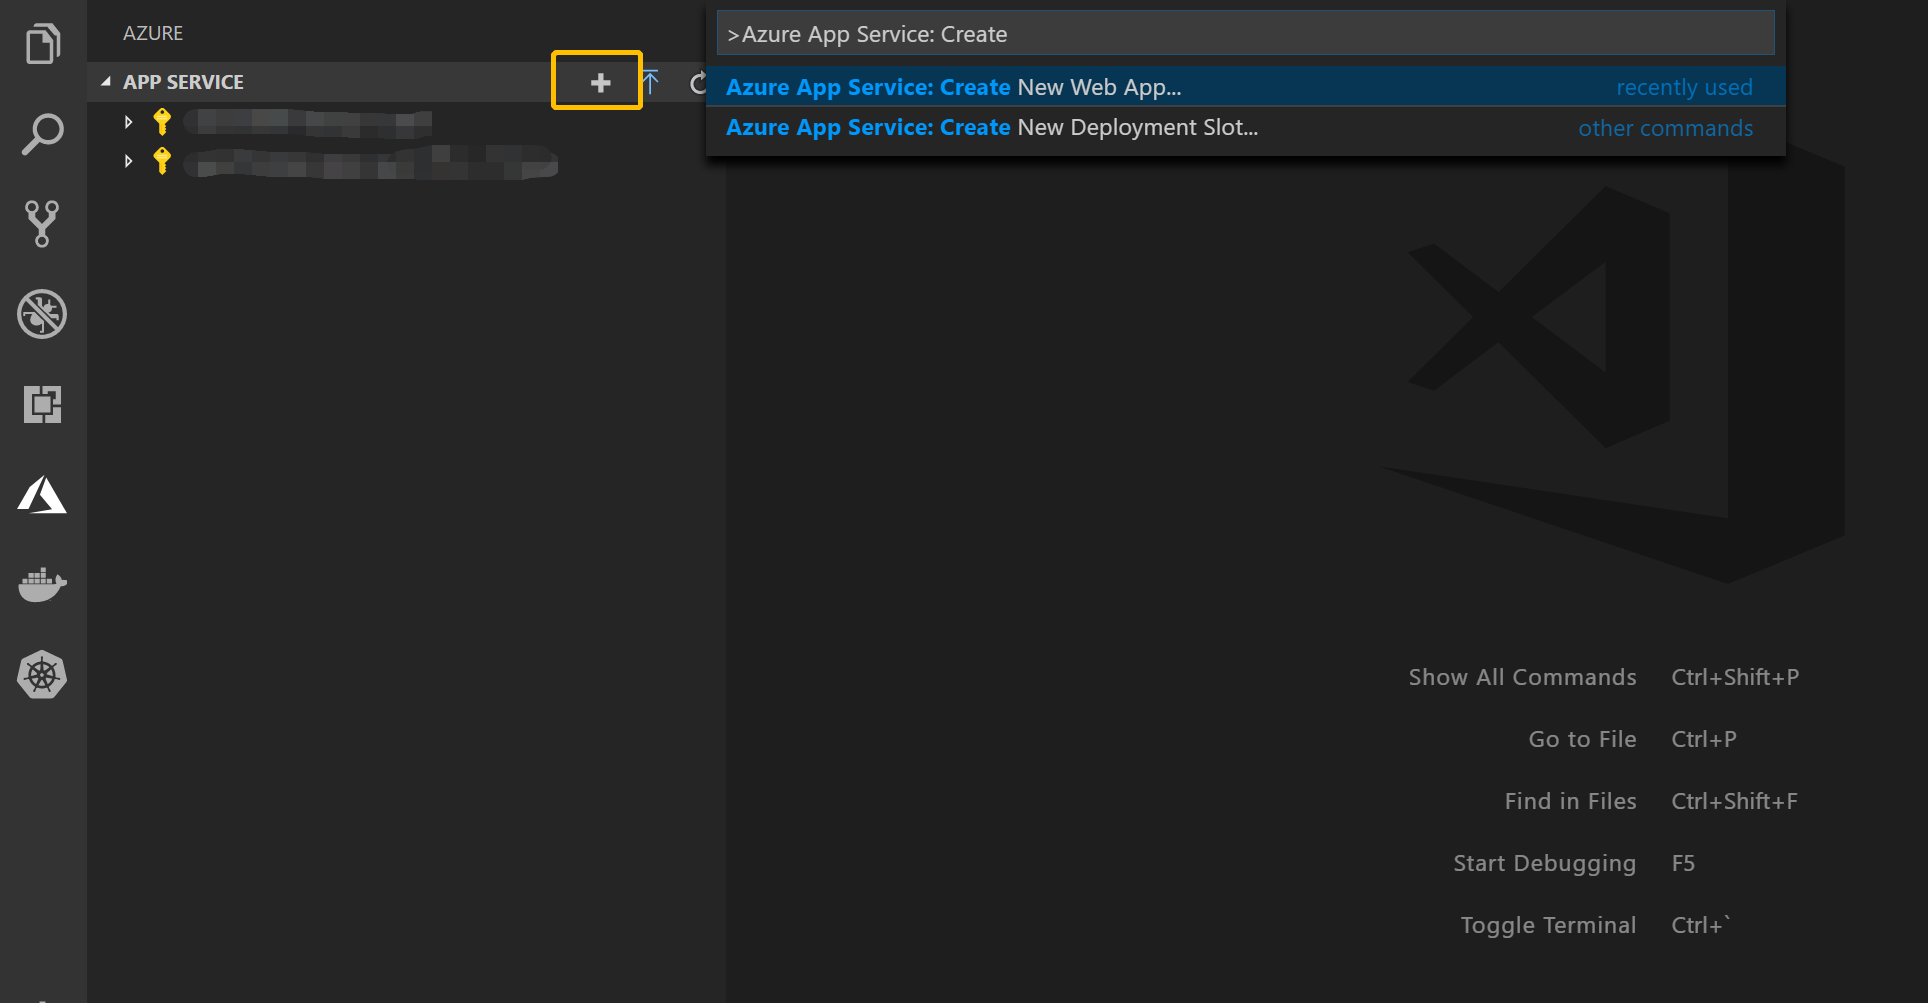 AZURE
APP SERVICE
>Azure App Service: Create
Azure App Service: Create New Web App... recently used
Azure App Service: Create New Deployment Slot... other commands
Show All Commands Ctrl+Shift+P
Go to File Ctrl+P
Find in Files Ctrl+Shift+F
Start Debugging F5
Toggle Terminal Ctrl+`